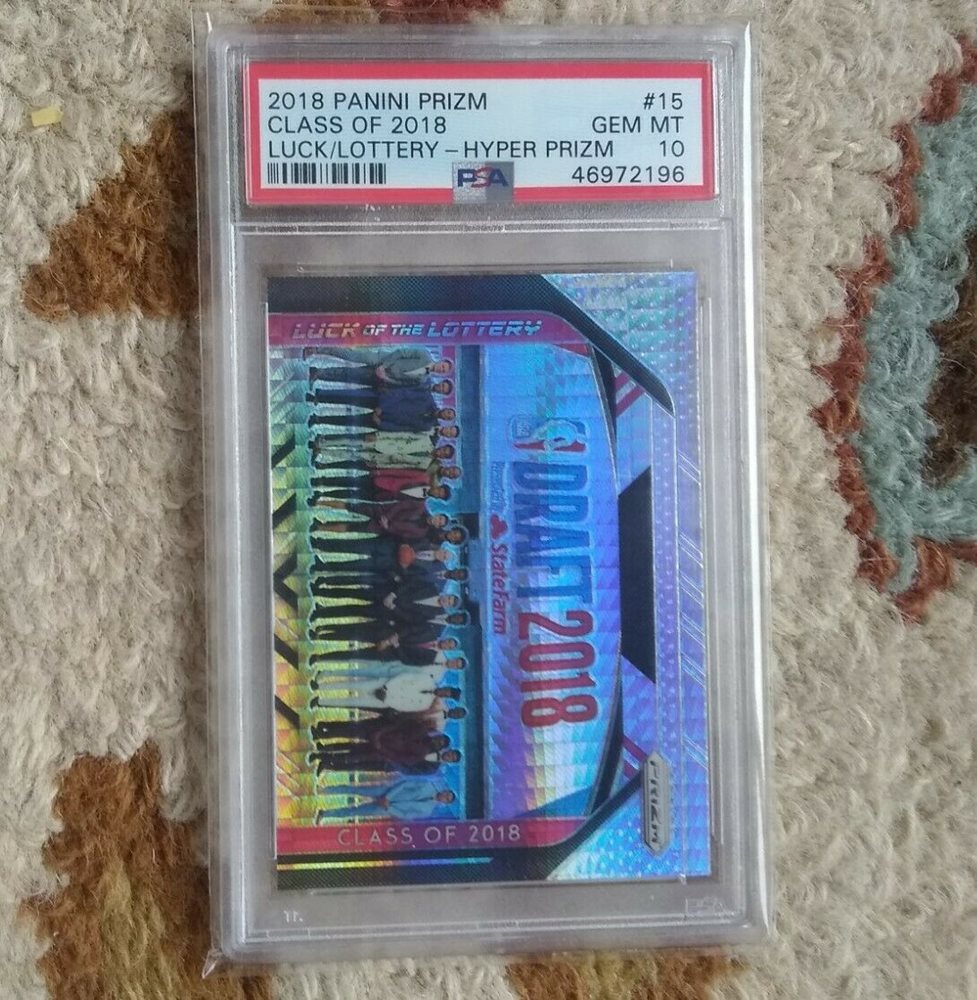 2018 PANINI PRIZM #15
CLASS OF 2018 GEM MT
LUCK/LOTTERY – HYPER PRIZM 10
PSA 46972196
LUCK OF THE LOTTERY
DRAFT 2018
StateFarm
CLASS OF 2018
PRIZM